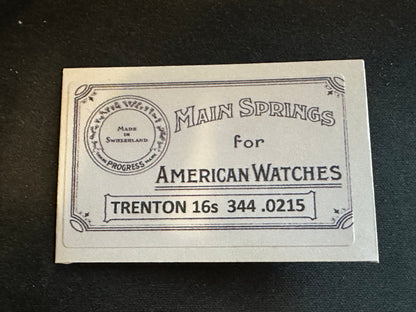 MAIN SPRINGS
for
AMERICAN WATCHES
MADE
IN
SWITZERLAND
PROGRESS
TRENTON 16s 344 .0215